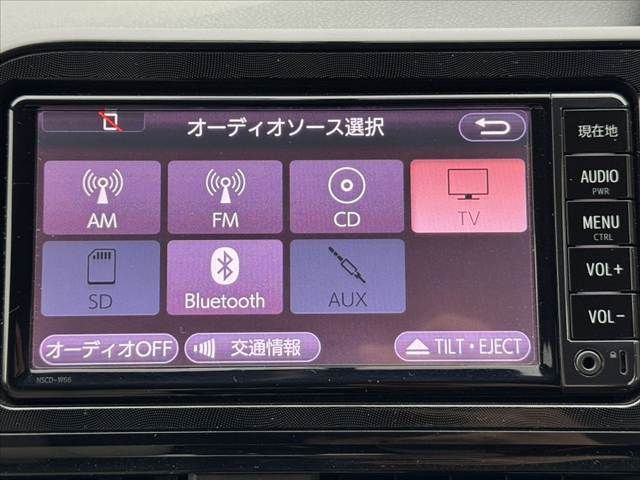 オーディオソース選択
AM
FM
CD
TV
SD
Bluetooth
AUX
オーディオOFF
交通情報
TILT・EJECT
現在地
AUDIO
PWR
MENU
CTRL
VOL+
VOL-
NSCD-W66